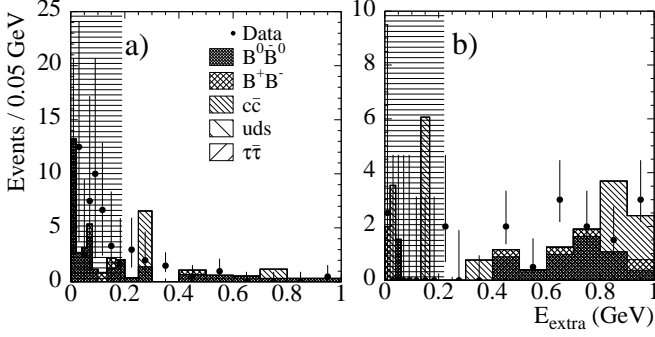 Events / 0.05 GeV
25
20
15
10
5
0
0 0.2 0.4 0.6 0.8 1
a)
Data
B⁰B̄⁰
B⁺B⁻
cc̄
uds
ττ̄
10
8
6
4
2
0
0 0.2 0.4 0.6 0.8 1
b)
E_extra (GeV)